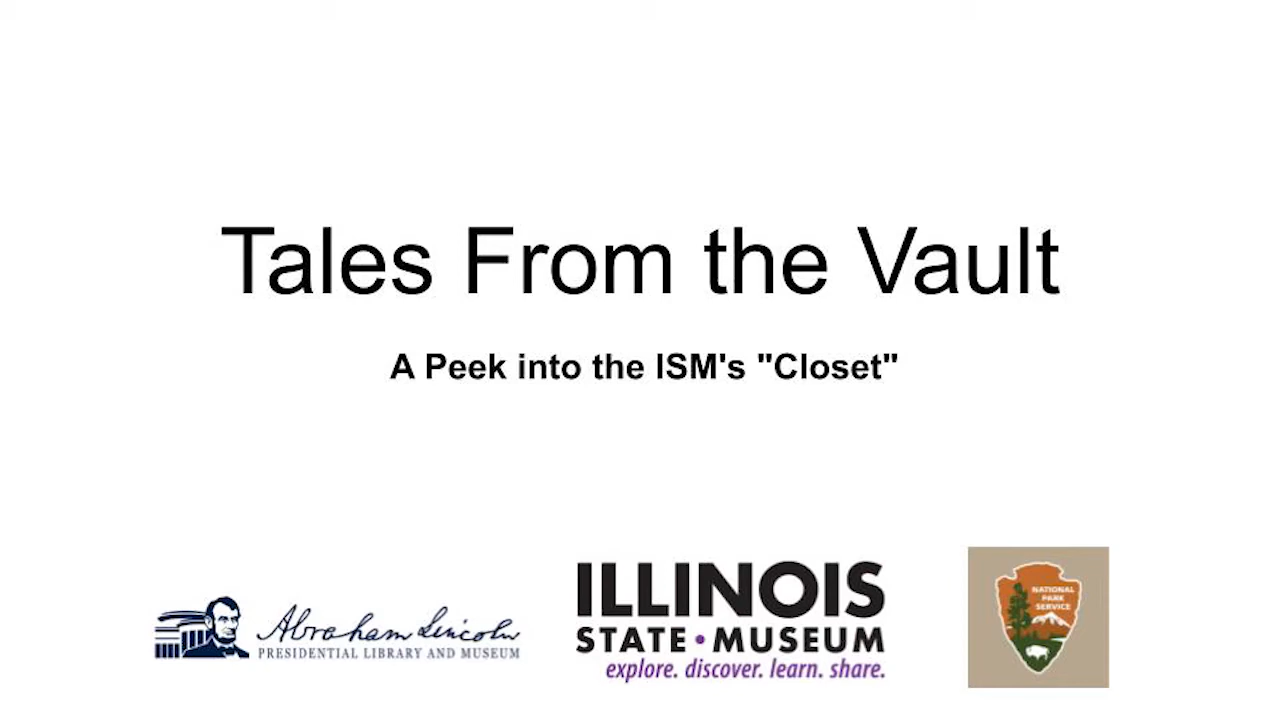 Tales From the Vault
A Peek into the ISM's "Closet"
Abraham Lincoln
PRESIDENTIAL LIBRARY AND MUSEUM
ILLINOIS
STATE • MUSEUM
explore. discover. learn. share.
NATIONAL
PARK
SERVICE